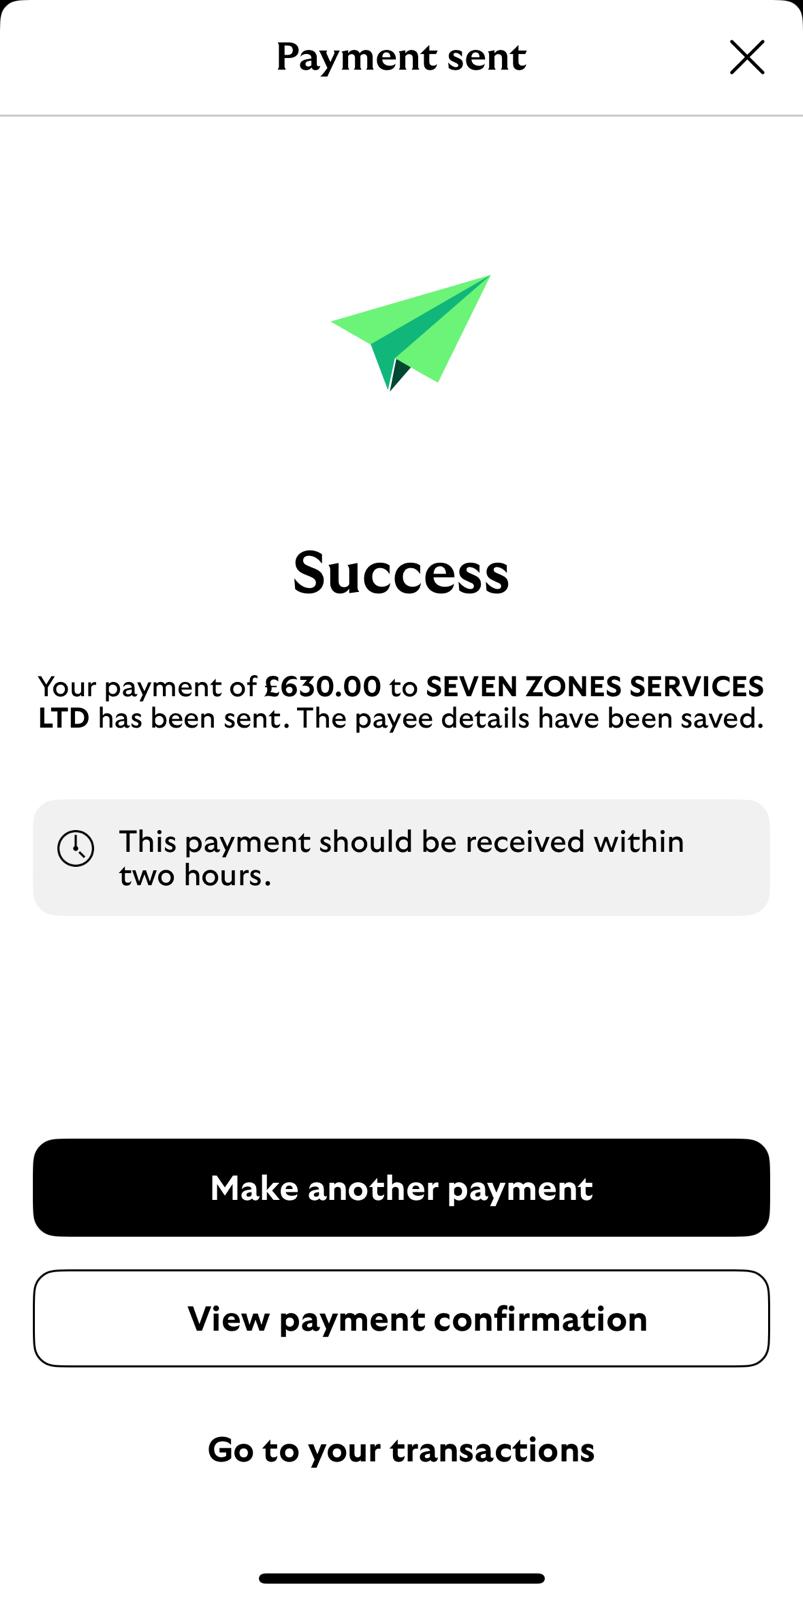 Payment sent
Success
Your payment of £630.00 to SEVEN ZONES SERVICES
LTD has been sent. The payee details have been saved.
This payment should be received within
two hours.
Make another payment
View payment confirmation
Go to your transactions